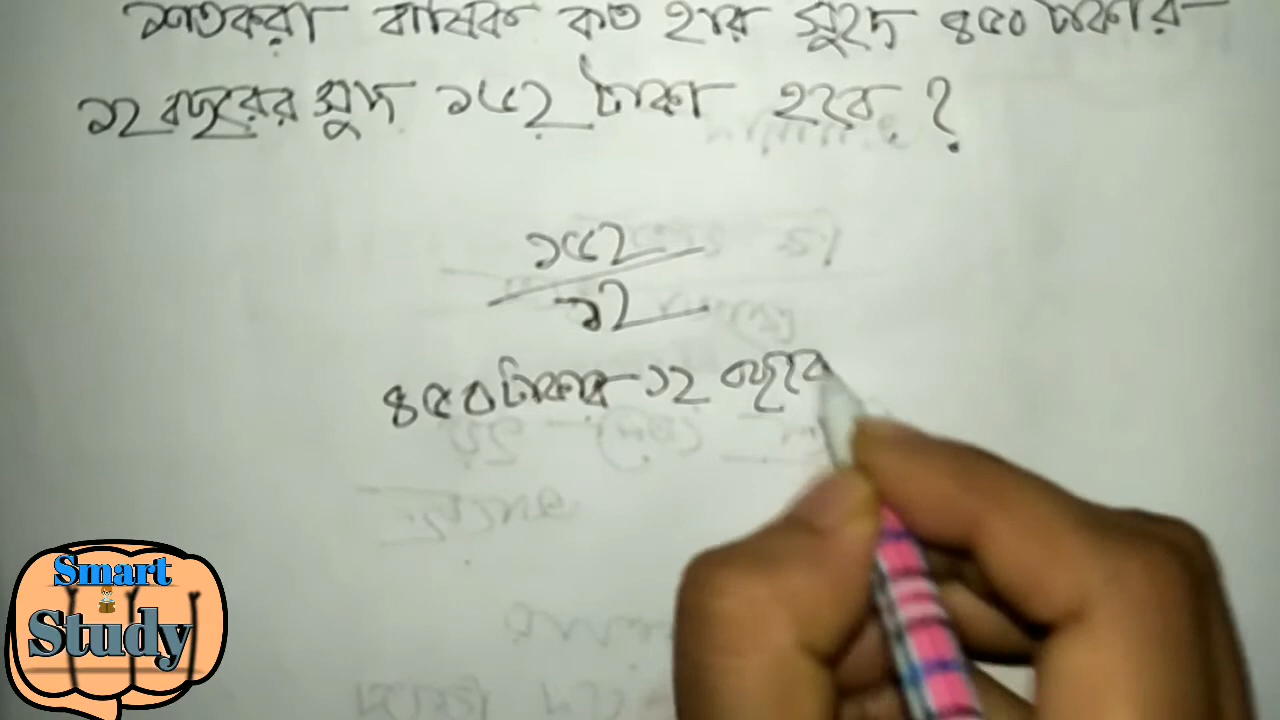 শতকরা বার্ষিক কত হার সুদে ৪৫০ টাকার
১২ বছরের সুদ ১৬২ টাকা হবে ?
১৬২
১২
৪৫০ টাকার ১২ বছরে
Smart
Study